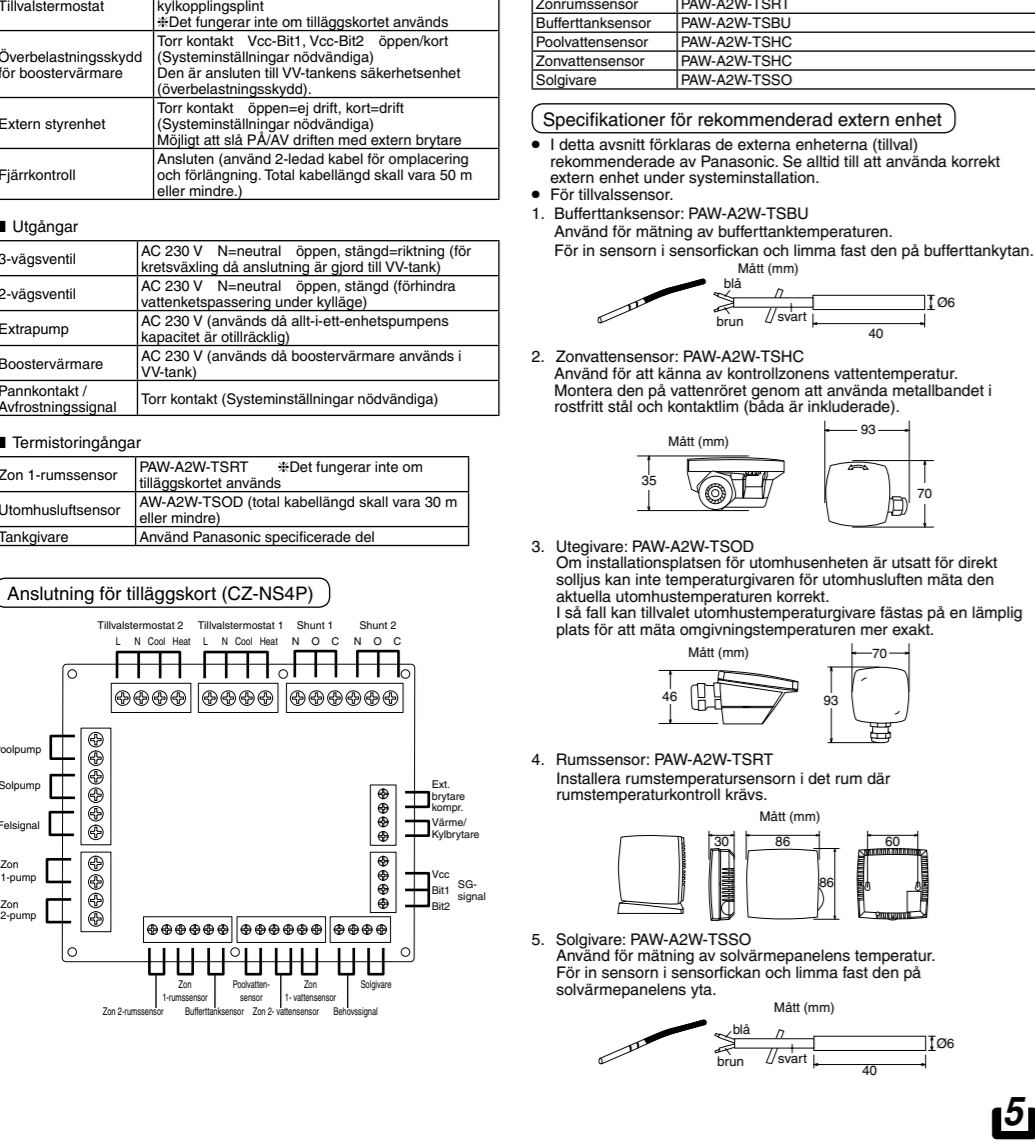 Tillvalstermostat
kylkopplingsplint
❉Det fungerar inte om tilläggskortet används
Överbelastningsskydd
för boostervärmare
Torr kontakt Vcc-Bit1, Vcc-Bit2 öppen/kort
(Systeminställningar nödvändiga)
Den är ansluten till VV-tankens säkerhetsenhet
(överbelastningsskydd).
Extern styrenhet
Torr kontakt öppen=ej drift, kort=drift
(Systeminställningar nödvändiga)
Möjligt att slå PÅ/AV driften med extern brytare
Fjärrkontroll
Ansluten (använd 2-ledad kabel för omplacering
och förlängning. Total kabellängd skall vara 50 m
eller mindre.)
■ Utgångar
3-vägsventil
AC 230 V N=neutral öppen, stängd=riktning (för
kretsväxling då anslutning är gjord till VV-tank)
2-vägsventil
AC 230 V N=neutral öppen, stängd (förhindra
vattenketspassering under kylläge)
Extrapump
AC 230 V (används då allt-i-ett-enhetspumpens
kapacitet är otillräcklig)
Boostervärmare
AC 230 V (används då boostervärmare används i
VV-tank)
Pannkontakt /
Avfrostningssignal
Torr kontakt (Systeminställningar nödvändiga)
■ Termistoringångar
Zon 1-rumssensor
PAW-A2W-TSRT ❉Det fungerar inte om
tilläggskortet används
Utomhusluftsensor
AW-A2W-TSOD (total kabellängd skall vara 30 m
eller mindre)
Tankgivare
Använd Panasonic specificerade del
Anslutning för tilläggskort (CZ-NS4P)
Tillvalstermostat 2 Tillvalstermostat 1 Shunt 1 Shunt 2
L N Cool Heat L N Cool Heat N O C N O C
Poolpump
Solpump
Felsignal
Zon
1-pump
Zon
2-pump
Ext.
brytare
kompr.
Värme/
Kylbrytare
Vcc
Bit1
Bit2
SG-
signal
Zon
1-rumssensor
Poolvatten-
sensor
Zon
1- vattensensor
Solgivare
Zon 2-rumssensor Bufferttanksensor Zon 2- vattensensor Behovssignal
Zonrumssensor PAW-A2W-TSRT
Bufferttanksensor PAW-A2W-TSBU
Poolvattensensor PAW-A2W-TSHC
Zonvattensensor PAW-A2W-TSHC
Solgivare PAW-A2W-TSSO
Specifikationer för rekommenderad extern enhet
● I detta avsnitt förklaras de externa enheterna (tillval)
rekommenderade av Panasonic. Se alltid till att använda korrekt
extern enhet under systeminstallation.
● För tillvalssensor.
1. Bufferttanksensor: PAW-A2W-TSBU
Använd för mätning av bufferttanktemperaturen.
För in sensorn i sensorfickan och limma fast den på bufferttankytan.
Mått (mm)
blå
brun
svart
40
Ø6
2. Zonvattensensor: PAW-A2W-TSHC
Använd för att känna av kontrollzonens vattentemperatur.
Montera den på vattenröret genom att använda metallbandet i
rostfritt stål och kontaktlim (båda är inkluderade).
Mått (mm)
35
93
70
3. Utegivare: PAW-A2W-TSOD
Om installationsplatsen för utomhusenheten är utsatt för direkt
solljus kan inte temperaturgivaren för utomhusluften mäta den
aktuella utomhustemperaturen korrekt.
I så fall kan tillvalet utomhustemperaturgivare fästas på en lämplig
plats för att mäta omgivningstemperaturen mer exakt.
Mått (mm)
46
70
93
4. Rumssensor: PAW-A2W-TSRT
Installera rumstemperatursensorn i det rum där
rumstemperaturkontroll krävs.
Mått (mm)
30
86
86
60
5. Solgivare: PAW-A2W-TSSO
Använd för mätning av solvärmepanelens temperatur.
För in sensorn i sensorfickan och limma fast den på
solvärmepanelens yta.
Mått (mm)
blå
brun
svart
40
Ø6
5